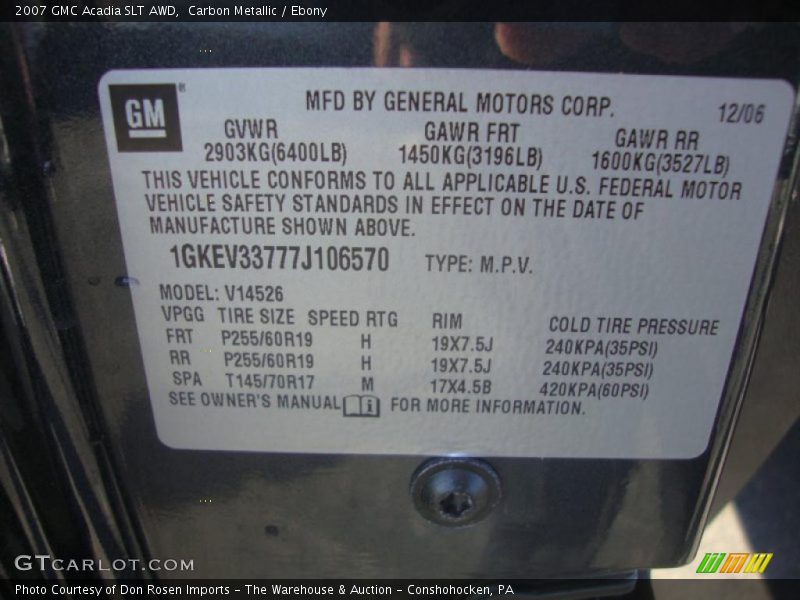 2007 GMC Acadia SLT AWD, Carbon Metallic / Ebony
GM®
MFD BY GENERAL MOTORS CORP. 12/06
GVWR GAWR FRT GAWR RR
2903KG(6400LB) 1450KG(3196LB) 1600KG(3527LB)
THIS VEHICLE CONFORMS TO ALL APPLICABLE U.S. FEDERAL MOTOR
VEHICLE SAFETY STANDARDS IN EFFECT ON THE DATE OF
MANUFACTURE SHOWN ABOVE.
1GKEV33777J106570 TYPE: M.P.V.
MODEL: V14526
VPGG TIRE SIZE SPEED RTG RIM COLD TIRE PRESSURE
FRT P255/60R19 H 19X7.5J 240KPA(35PSI)
RR P255/60R19 H 19X7.5J 240KPA(35PSI)
SPA T145/70R17 M 17X4.5B 420KPA(60PSI)
SEE OWNER'S MANUAL i FOR MORE INFORMATION.
GTCARLOT.COM
Photo Courtesy of Don Rosen Imports - The Warehouse & Auction - Conshohocken, PA